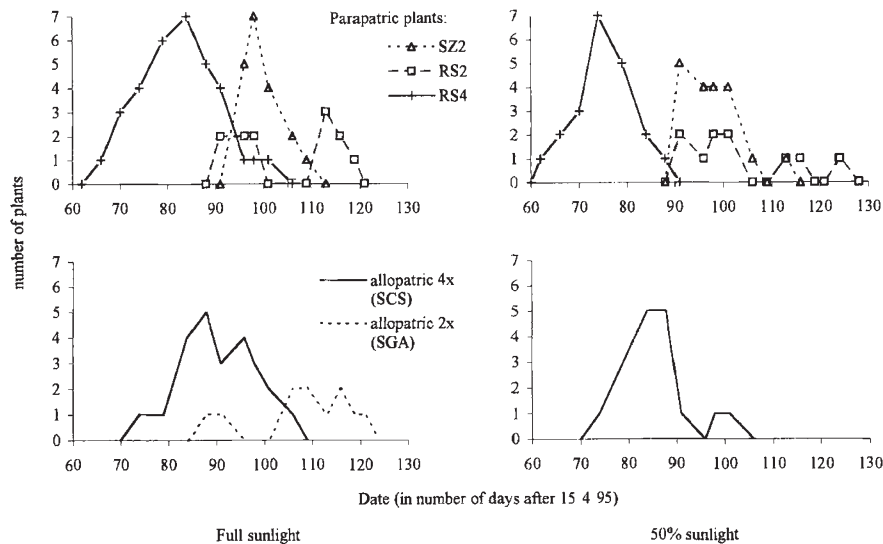 Parapatric plants:
SZ2
RS2
RS4
7
6
5
4
3
2
1
0
60 70 80 90 100 110 120 130
7
6
5
4
3
2
1
0
60 70 80 90 100 110 120 130
number of plants
allopatric 4x
(SCS)
allopatric 2x
(SGA)
7
6
5
4
3
2
1
0
60 70 80 90 100 110 120 130
7
6
5
4
3
2
1
0
60 70 80 90 100 110 120 130
Date (in number of days after 15 4 95)
Full sunlight
50% sunlight